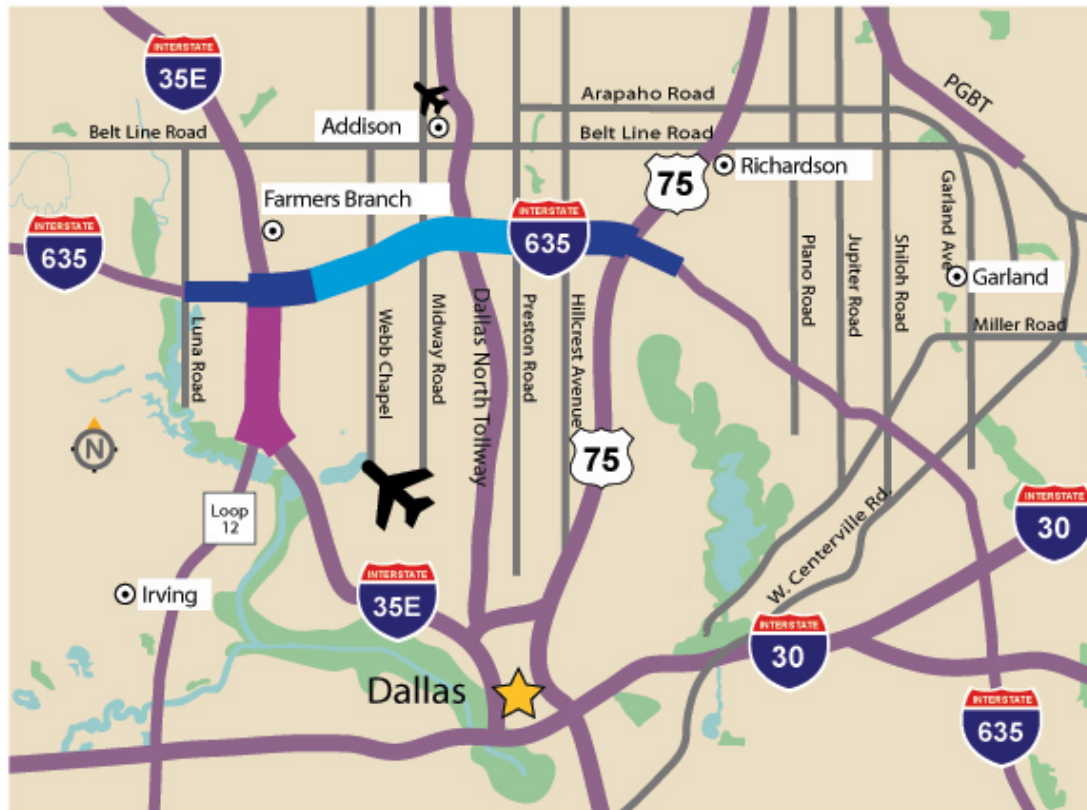 INTERSTATE
35E
Arapaho Road
PGBT
Belt Line Road
Addison
Belt Line Road
Richardson
75
Farmers Branch
INTERSTATE
635
INTERSTATE
635
Garland Ave
Garland
Luna Road
Webb Chapel
Midway Road
Dallas North Tollway
Preston Road
Hillcrest Avenue
Plano Road
Jupiter Road
Shiloh Road
Miller Road
N
75
Loop
12
INTERSTATE
30
W. Centerville Rd.
Irving
INTERSTATE
35E
INTERSTATE
30
Dallas
INTERSTATE
635